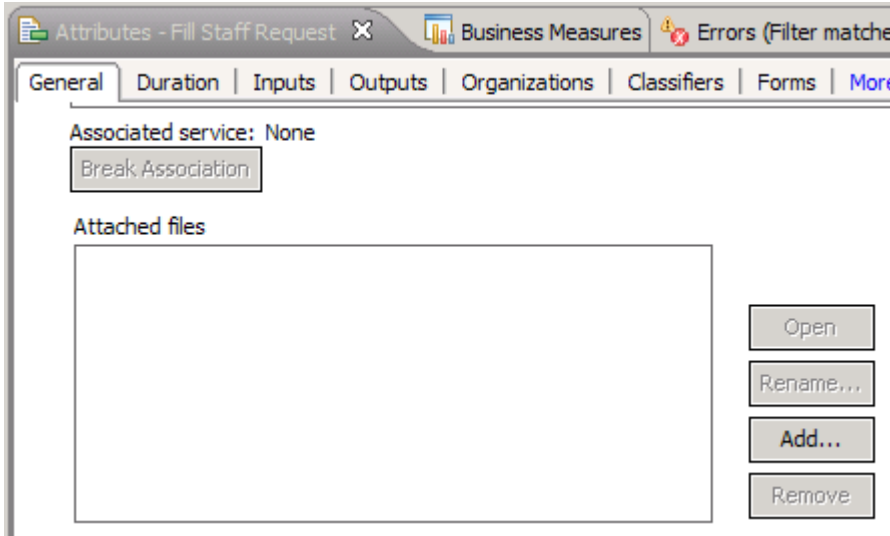 Attributes - Fill Staff Request Business Measures Errors (Filter matche
General Duration | Inputs | Outputs | Organizations | Classifiers | Forms | More
Associated service: None
Break Association
Attached files
Open
Rename...
Add...
Remove